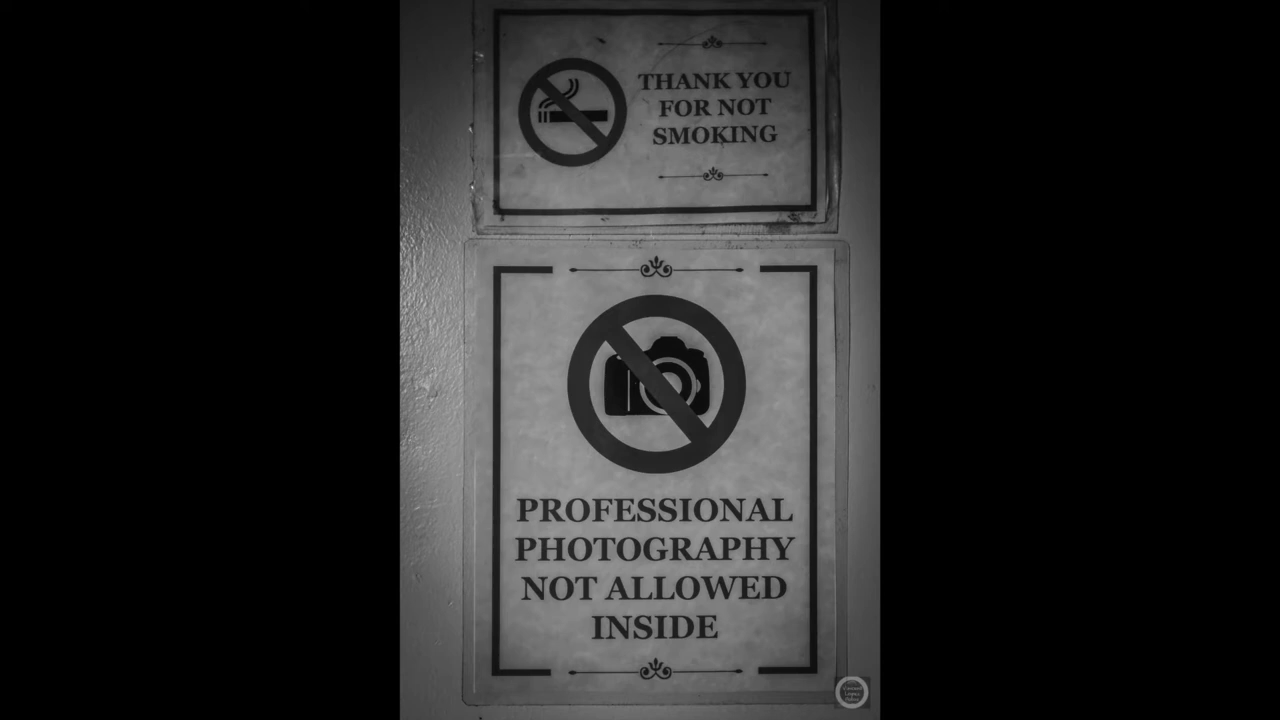 THANK YOU
FOR NOT
SMOKING
PROFESSIONAL
PHOTOGRAPHY
NOT ALLOWED
INSIDE